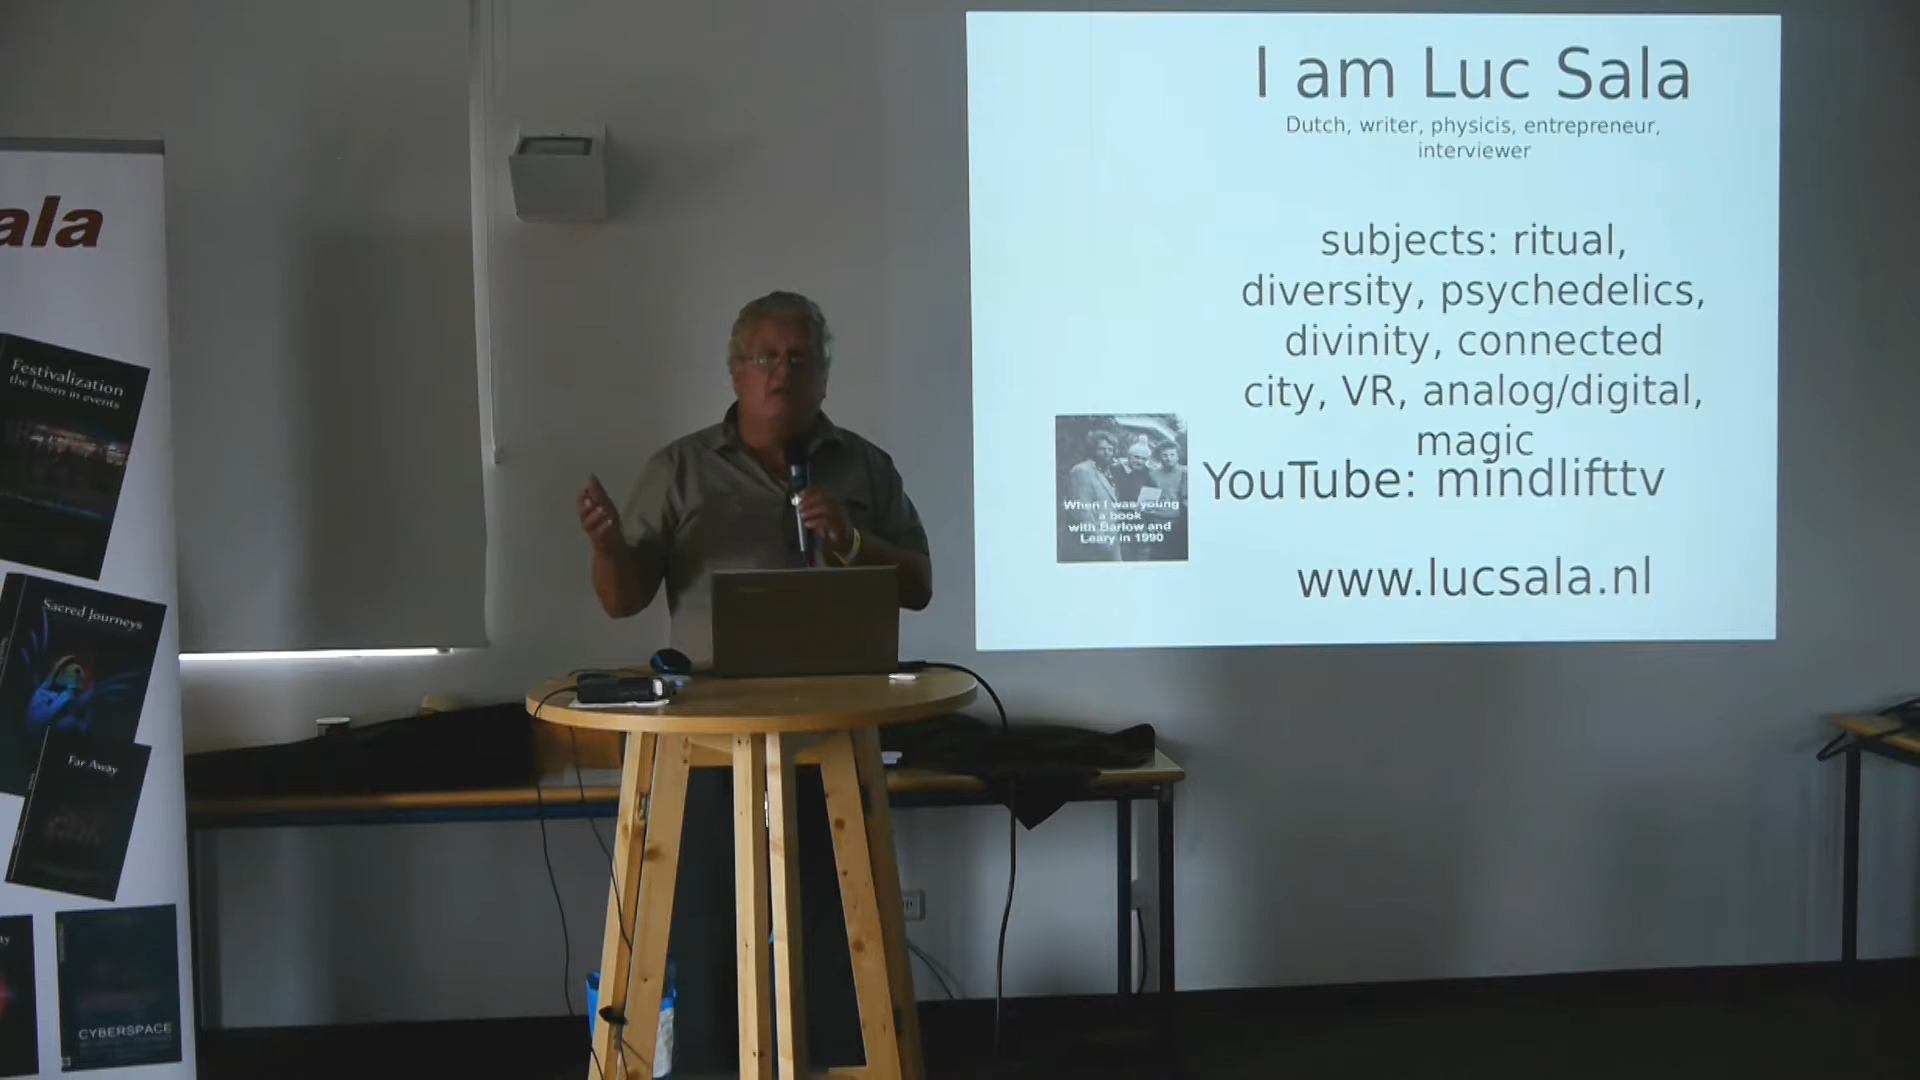 ala
Festivalization
the boom in events
Sacred Journeys
Far Away
ty
CYBERSPACE
I am Luc Sala
Dutch, writer, physicis, entrepreneur,
interviewer
subjects: ritual,
diversity, psychedelics,
divinity, connected
city, VR, analog/digital,
magic
When I was young
a book
with Barlow and
Leary in 1990
YouTube: mindlifttv
www.lucsala.nl